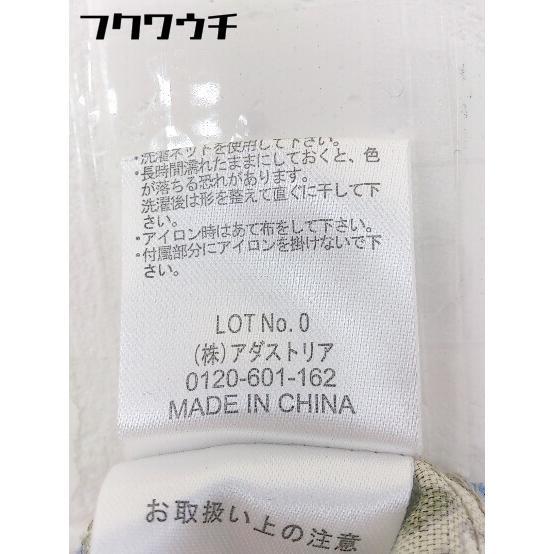 フクワウチ
・洗濯ネットを使用して下さい。
・長時間濡れたままにしておくと、色
が落ちる恐れがあります。
洗濯後は形を整えて直ぐに干して下
さい。
・アイロン時はあて布をして下さい。
・付属部分にアイロンを掛けないで下
さい。
LOT No. 0
(株)アダストリア
0120-601-162
MADE IN CHINA
お取扱い上の注意